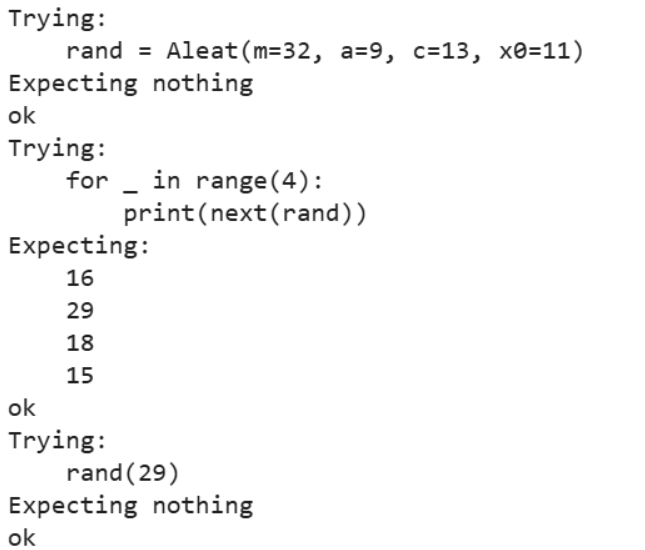 Trying:
    rand = Aleat(m=32, a=9, c=13, x0=11)
Expecting nothing
ok
Trying:
    for _ in range(4):
        print(next(rand))
Expecting:
    16
    29
    18
    15
ok
Trying:
    rand(29)
Expecting nothing
ok